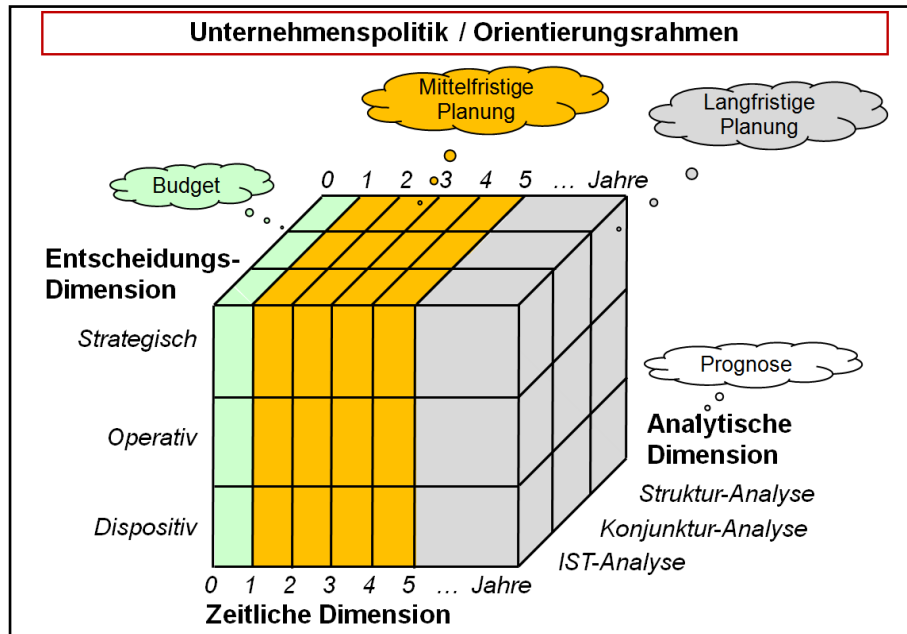 Unternehmenspolitik / Orientierungsrahmen
Mittelfristige
Planung
Langfristige
Planung
Budget
0 1 2 3 4 5 … Jahre
Entscheidungs-
Dimension
Strategisch
Operativ
Dispositiv
Prognose
Analytische
Dimension
Struktur-Analyse
Konjunktur-Analyse
IST-Analyse
0 1 2 3 4 5 … Jahre
Zeitliche Dimension